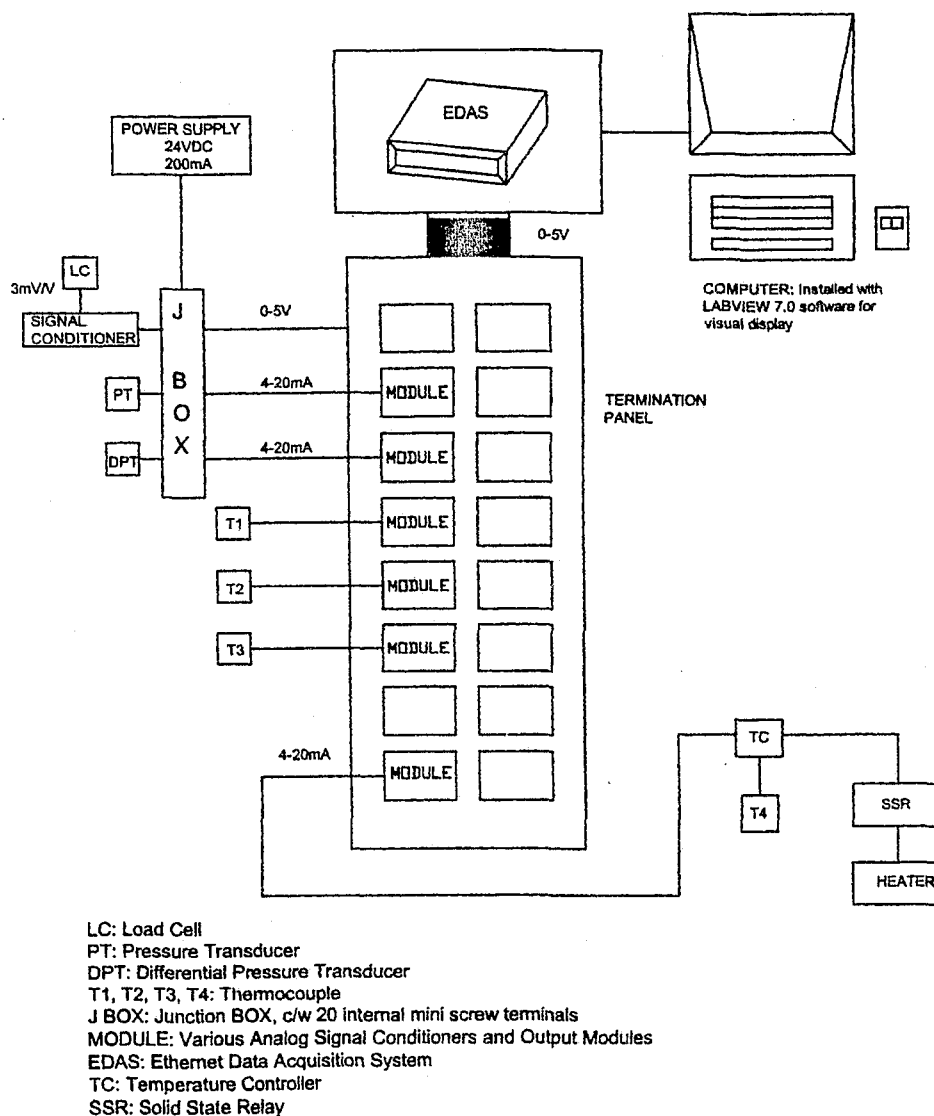 EDAS
POWER SUPPLY
24VDC
200mA
0-5V
LC
3mV/V
COMPUTER: Installed with
LABVIEW 7.0 software for
visual display
SIGNAL
CONDITIONER
J
BOX
0-5V
PT
4-20mA
MODULE
TERMINATION
PANEL
DPT
4-20mA
MODULE
T1
MODULE
T2
MODULE
T3
MODULE
4-20mA
MODULE
TC
T4
SSR
HEATER
LC: Load Cell
PT: Pressure Transducer
DPT: Differential Pressure Transducer
T1, T2, T3, T4: Thermocouple
J BOX: Junction BOX, c/w 20 internal mini screw terminals
MODULE: Various Analog Signal Conditioners and Output Modules
EDAS: Ethernet Data Acquisition System
TC: Temperature Controller
SSR: Solid State Relay